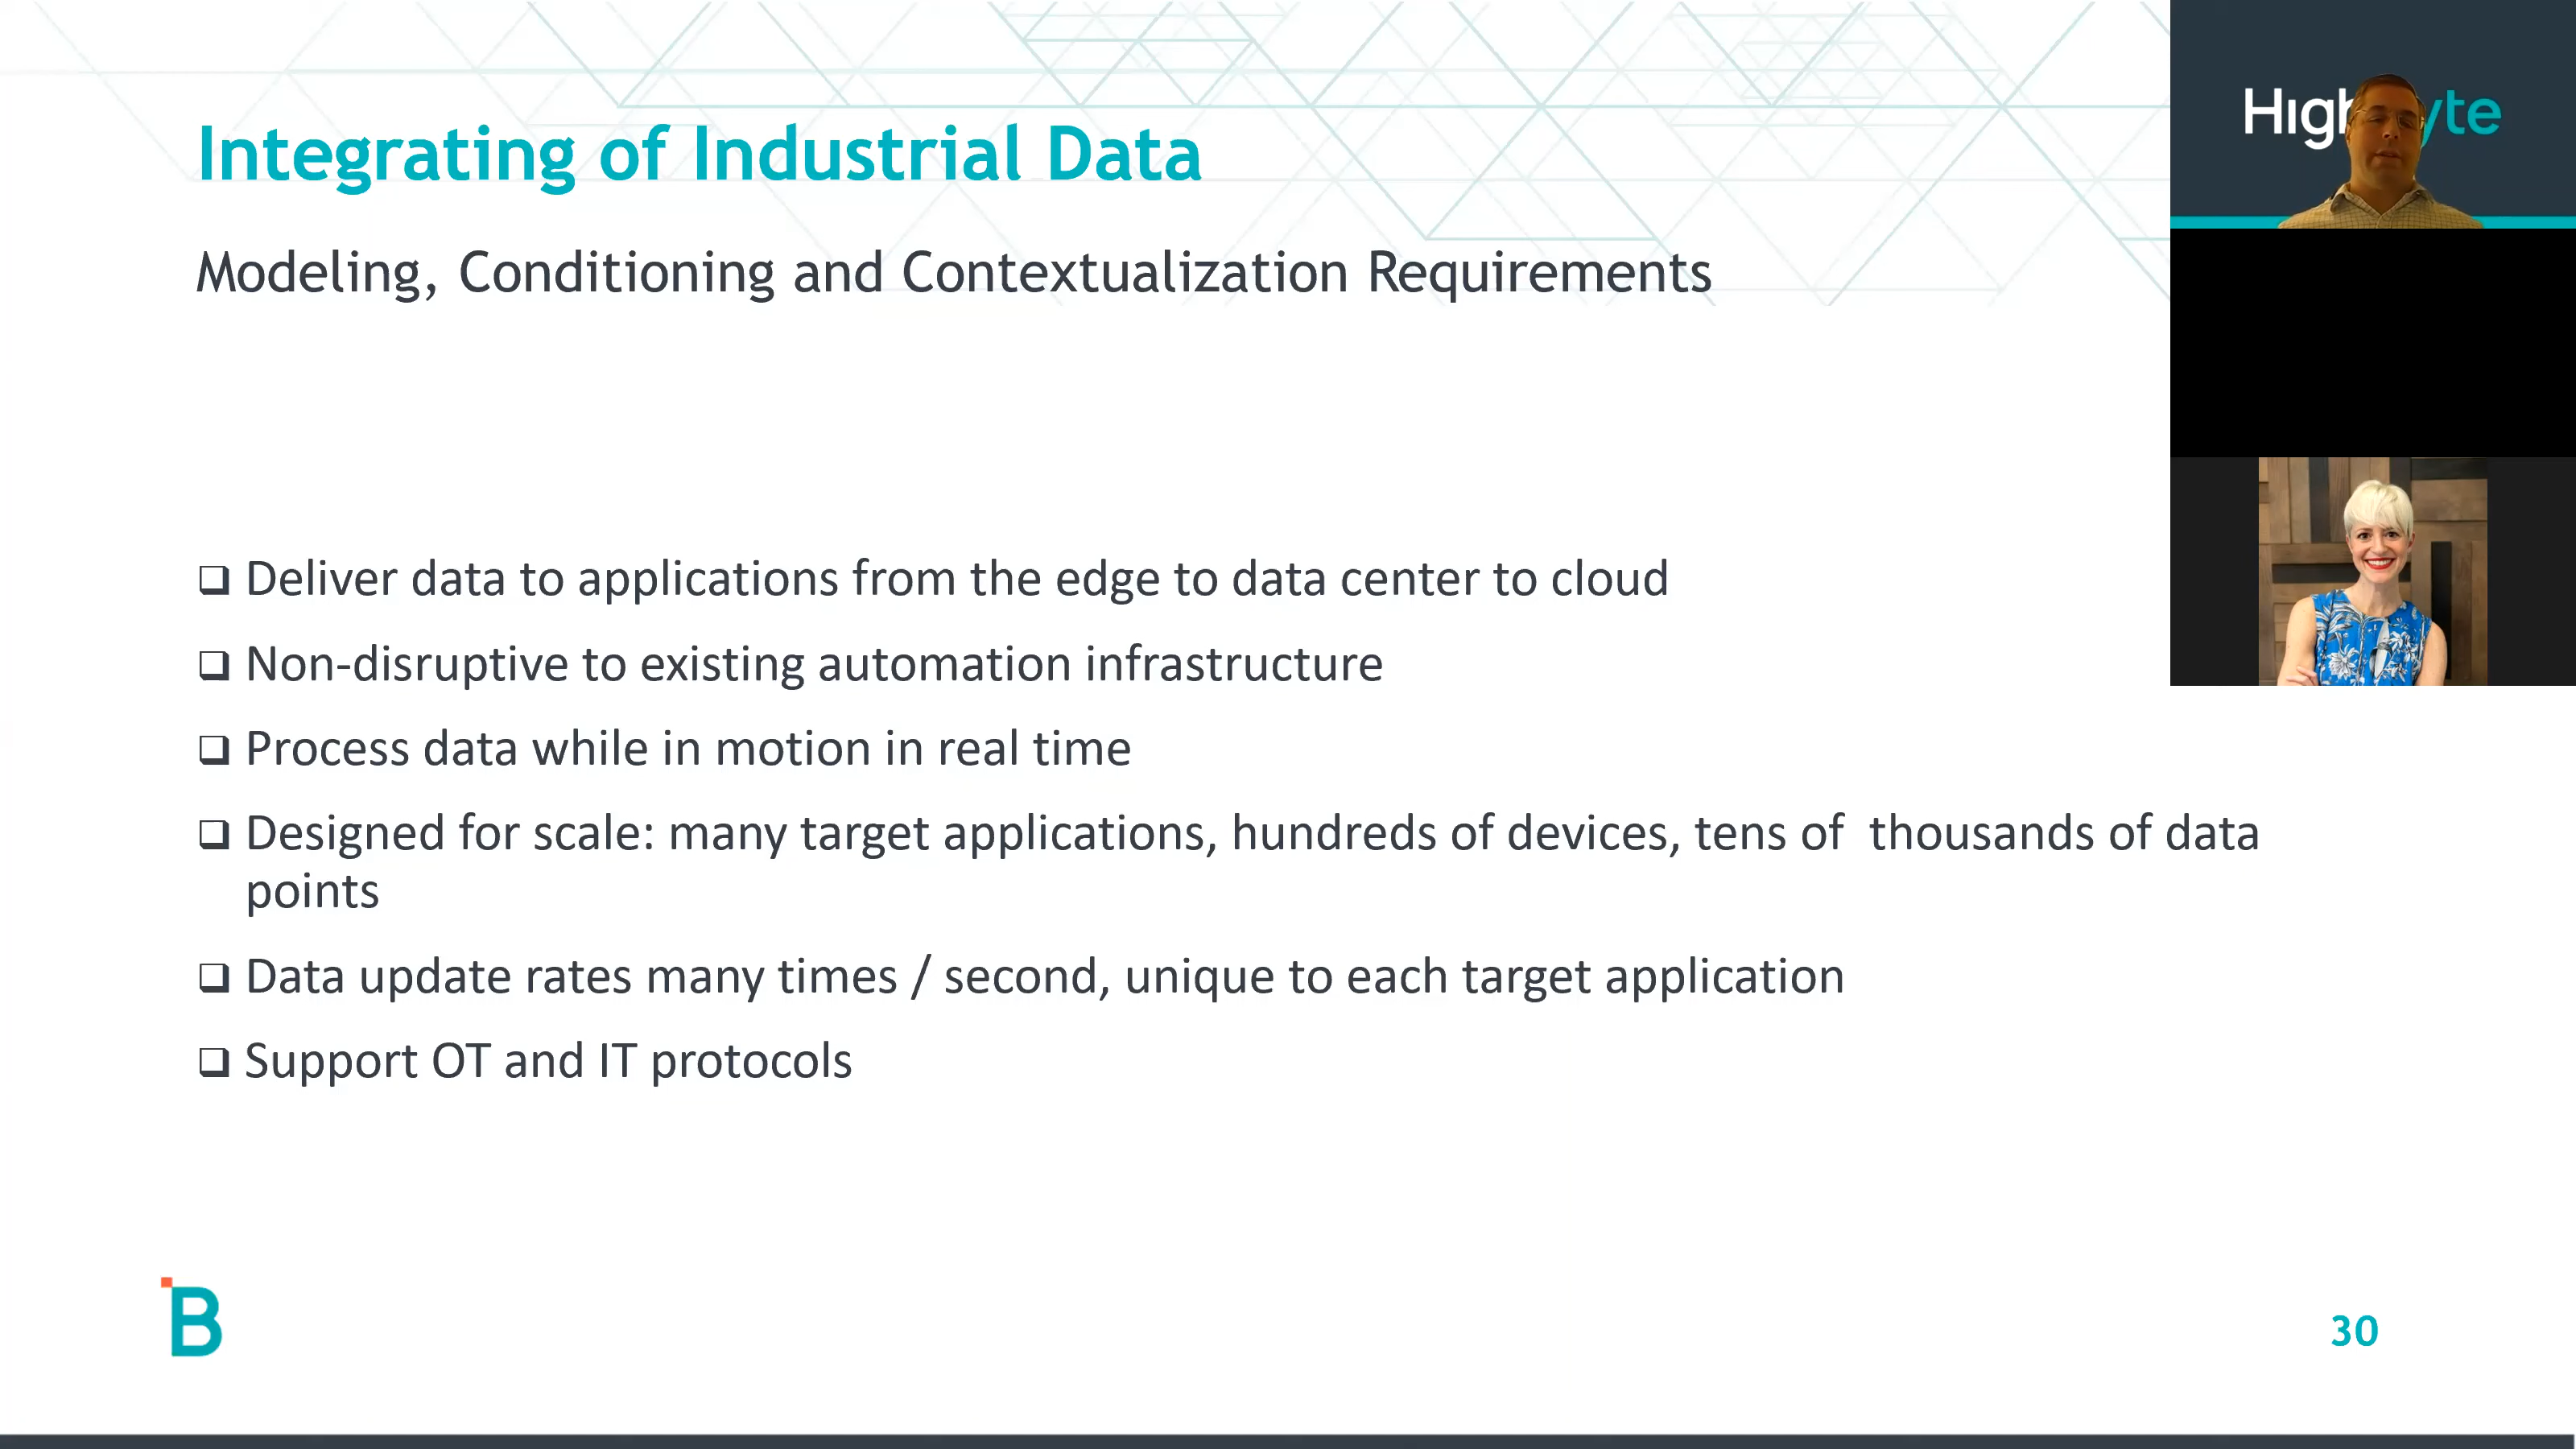 Integrating of Industrial Data
Modeling, Conditioning and Contextualization Requirements
Deliver data to applications from the edge to data center to cloud
Non-disruptive to existing automation infrastructure
Process data while in motion in real time
Designed for scale: many target applications, hundreds of devices, tens of  thousands of data
points
Data update rates many times / second, unique to each target application
Support OT and IT protocols
B
30